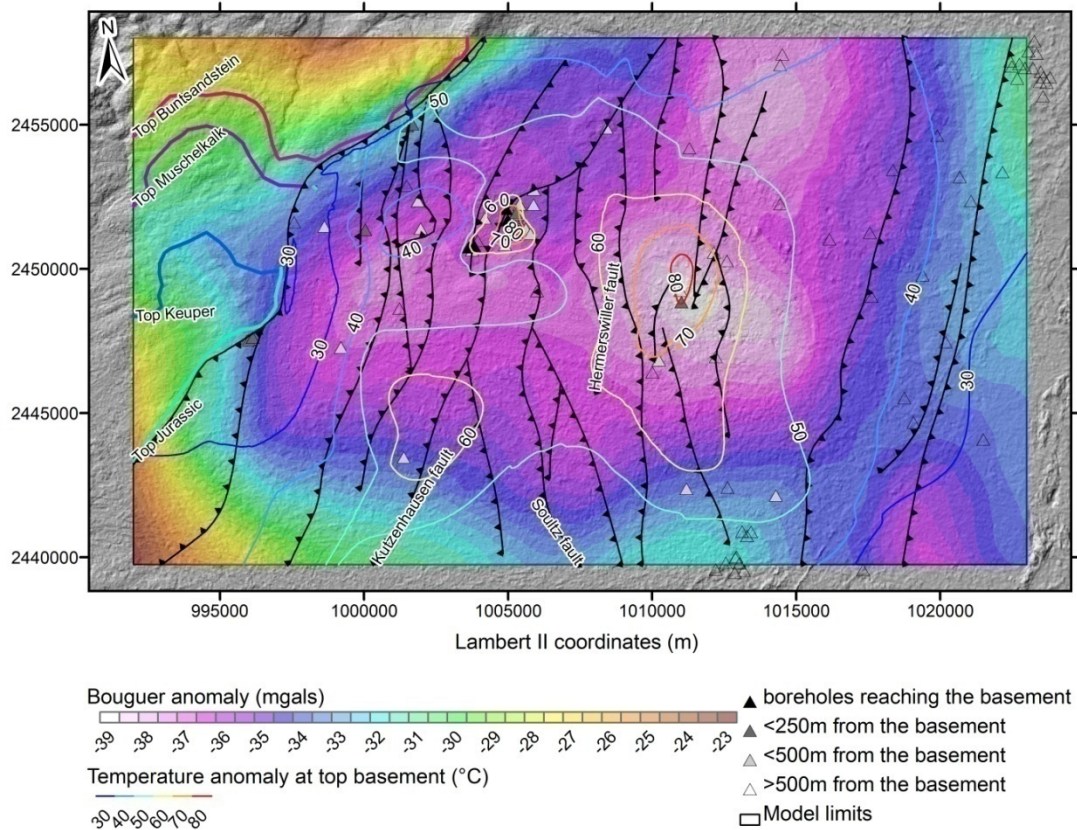 N
2455000
2450000
2445000
2440000
Top Buntsandstein
Top Muschelkalk
Top Keuper
Top Jurassic
50
60
80
70
40
30
40
30
60
Hermerswiller fault
80
70
60
50
40
30
Kutzenhausen fault
Soultz fault
995000
1000000
1005000
1010000
1015000
1020000
Lambert II coordinates (m)
Bouguer anomaly (mgals)
-39 -38 -37 -36 -35 -34 -33 -32 -31 -30 -29 -28 -27 -26 -25 -24 -23
Temperature anomaly at top basement (°C)
30 40 50 60 70 80
boreholes reaching the basement
<250m from the basement
<500m from the basement
>500m from the basement
Model limits